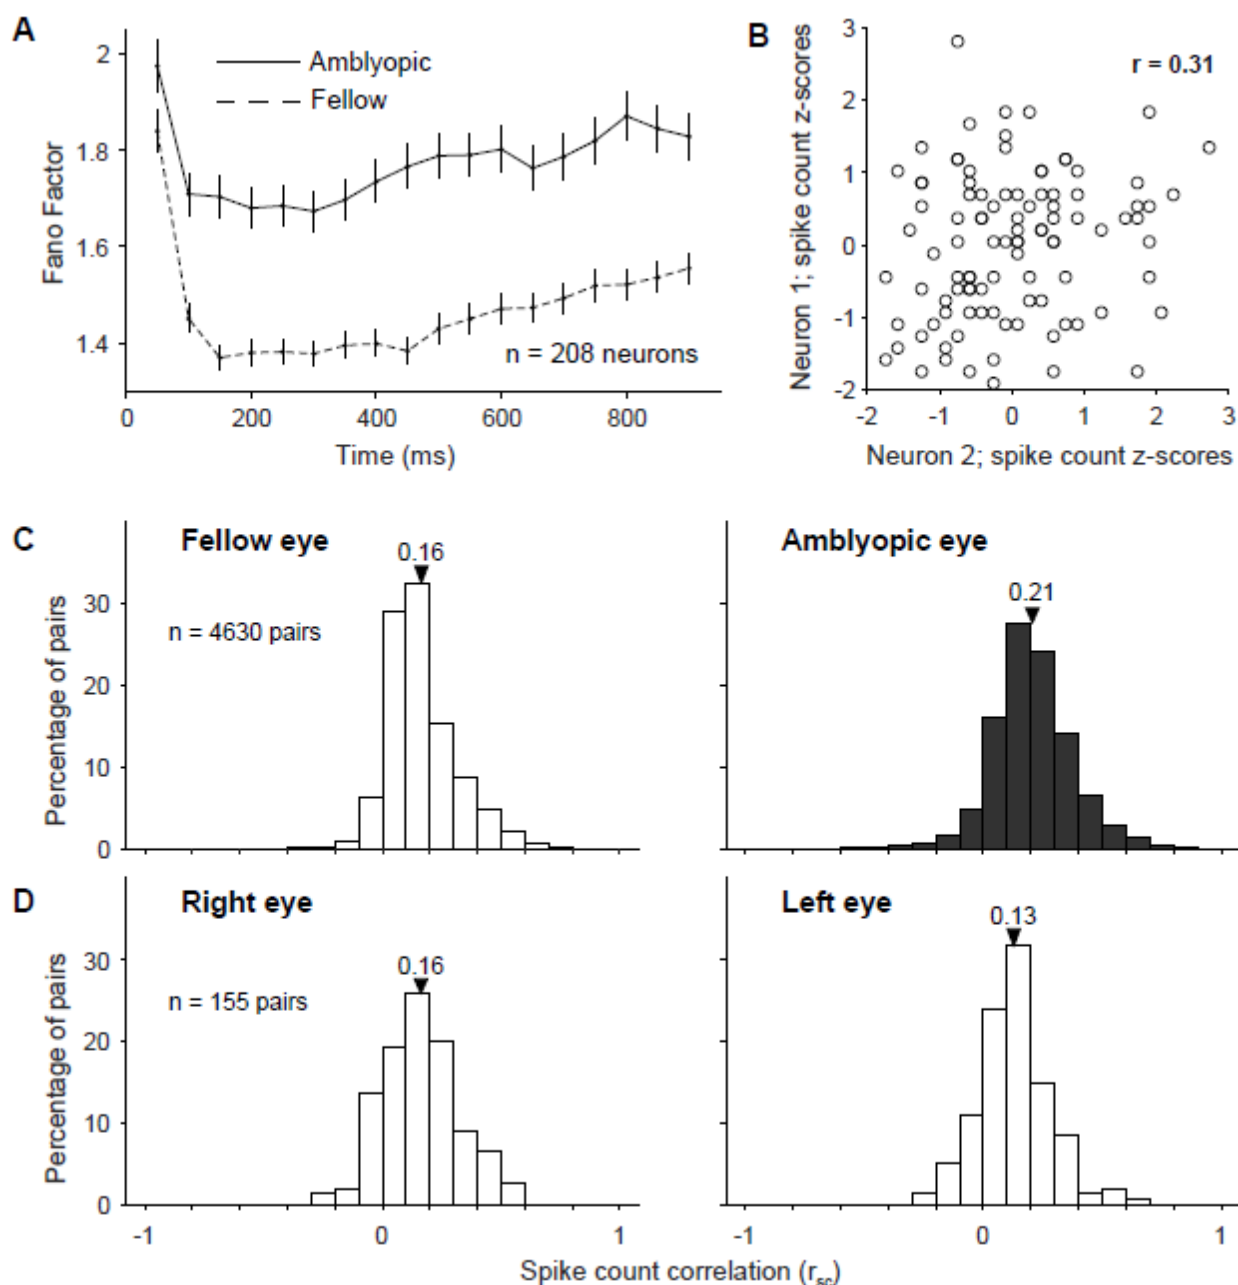 A
2
1.8
1.6
1.4
Fano Factor
Amblyopic
Fellow
n = 208 neurons
0
200
400
600
800
Time (ms)
B
3
2
1
0
-1
-2
Neuron 1; spike count z-scores
r = 0.31
-2
-1
0
1
2
3
Neuron 2; spike count z-scores
C
Fellow eye
0.16
n = 4630 pairs
30
20
10
0
Percentage of pairs
Amblyopic eye
0.21
D
Right eye
0.16
n = 155 pairs
30
20
10
0
Percentage of pairs
-1
0
1
Left eye
0.13
-1
0
1
Spike count correlation (rsc)